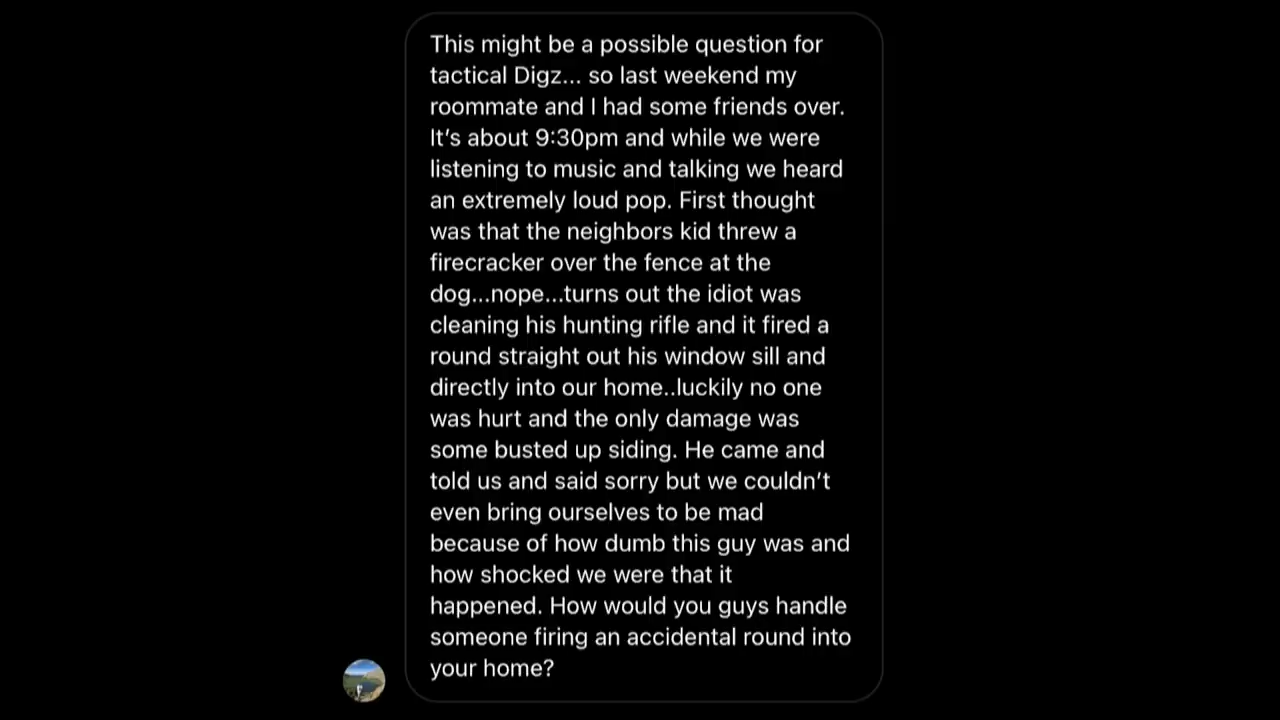 This might be a possible question for
tactical Digz... so last weekend my
roommate and I had some friends over.
It’s about 9:30pm and while we were
listening to music and talking we heard
an extremely loud pop. First thought
was that the neighbors kid threw a
firecracker over the fence at the
dog...nope...turns out the idiot was
cleaning his hunting rifle and it fired a
round straight out his window sill and
directly into our home..luckily no one
was hurt and the only damage was
some busted up siding. He came and
told us and said sorry but we couldn’t
even bring ourselves to be mad
because of how dumb this guy was and
how shocked we were that it
happened. How would you guys handle
someone firing an accidental round into
your home?